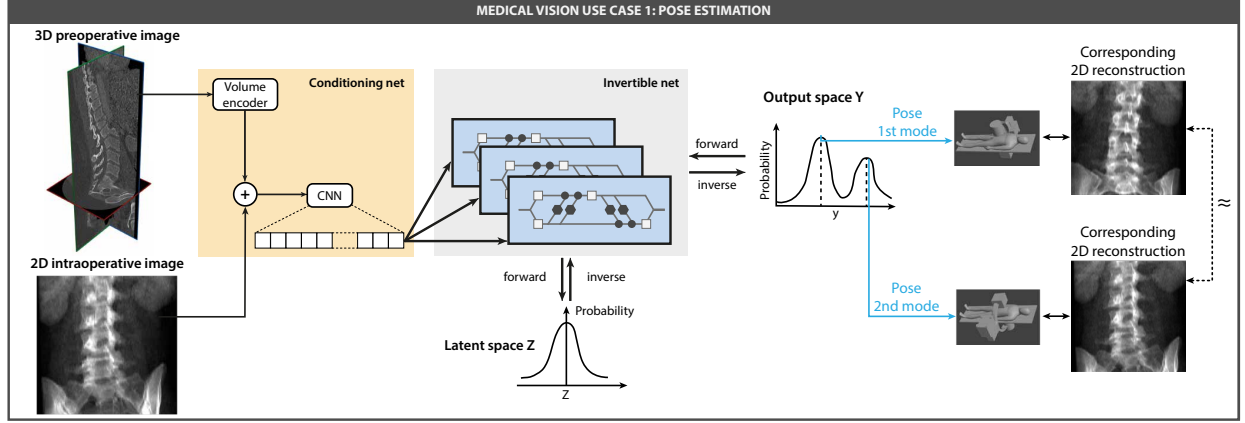 MEDICAL VISION USE CASE 1: POSE ESTIMATION
3D preoperative image
Volume
encoder
Conditioning net
+
CNN
2D intraoperative image
Invertible net
forward
inverse
forward
inverse
Latent space Z
Probability
Z
Output space Y
Probability
y
Pose
1st mode
Pose
2nd mode
Corresponding
2D reconstruction
Corresponding
2D reconstruction
≈